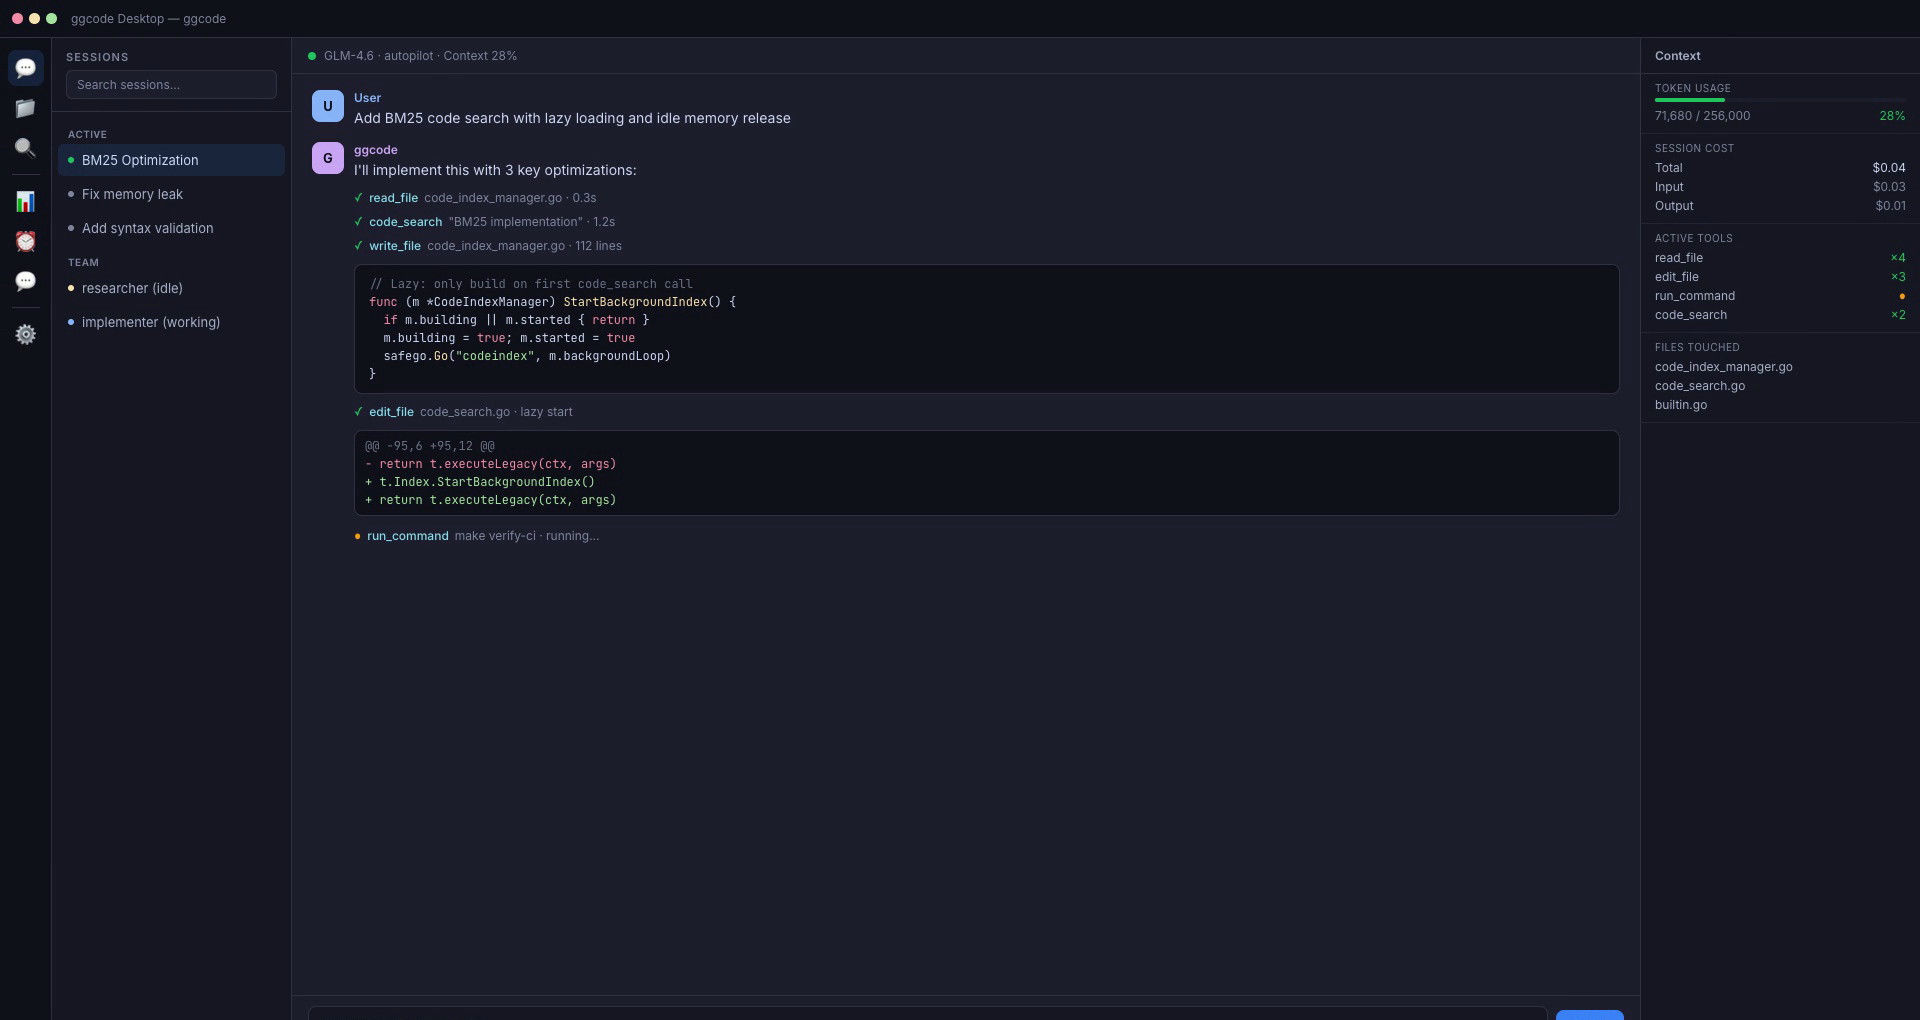 ggcode Desktop — ggcode
SESSIONS
Search sessions...
ACTIVE
BM25 Optimization
Fix memory leak
Add syntax validation
TEAM
researcher (idle)
implementer (working)
GLM-4.6 · autopilot · Context 28%
U
User
Add BM25 code search with lazy loading and idle memory release
G
ggcode
I'll implement this with 3 key optimizations:
✓ read_file code_index_manager.go · 0.3s
✓ code_search "BM25 implementation" · 1.2s
✓ write_file code_index_manager.go · 112 lines
// Lazy: only build on first code_search call
func (m *CodeIndexManager) StartBackgroundIndex() {
  if m.building || m.started { return }
  m.building = true; m.started = true
  safego.Go("codeindex", m.backgroundLoop)
}
✓ edit_file code_search.go · lazy start
@@ -95,6 +95,12 @@
- return t.executeLegacy(ctx, args)
+ t.Index.StartBackgroundIndex()
+ return t.executeLegacy(ctx, args)
● run_command make verify-ci · running...
Context
TOKEN USAGE
71,680 / 256,000 28%
SESSION COST
Total $0.04
Input $0.03
Output $0.01
ACTIVE TOOLS
read_file ×4
edit_file ×3
run_command ●
code_search ×2
FILES TOUCHED
code_index_manager.go
code_search.go
builtin.go